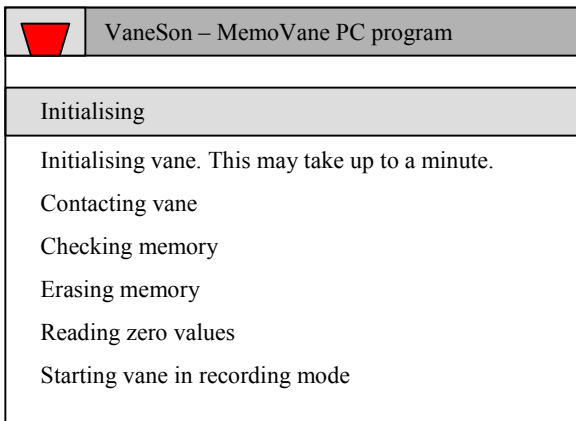 VaneSon – MemoVane PC program
Initialising
Initialising vane. This may take up to a minute.
Contacting vane
Checking memory
Erasing memory
Reading zero values
Starting vane in recording mode